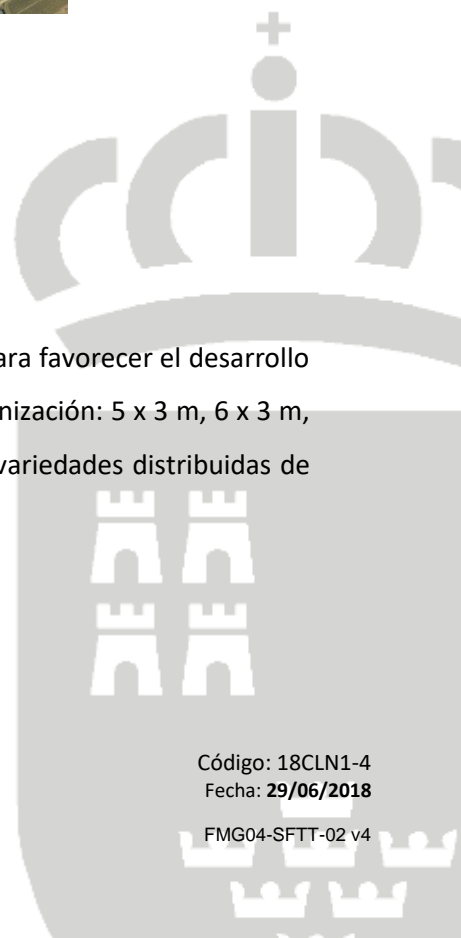 ara favorecer el desarrollo
nización: 5 x 3 m, 6 x 3 m,
variedades distribuidas de
Código: 18CLN1-4
Fecha: 29/06/2018
FMG04-SFTT-02 v4